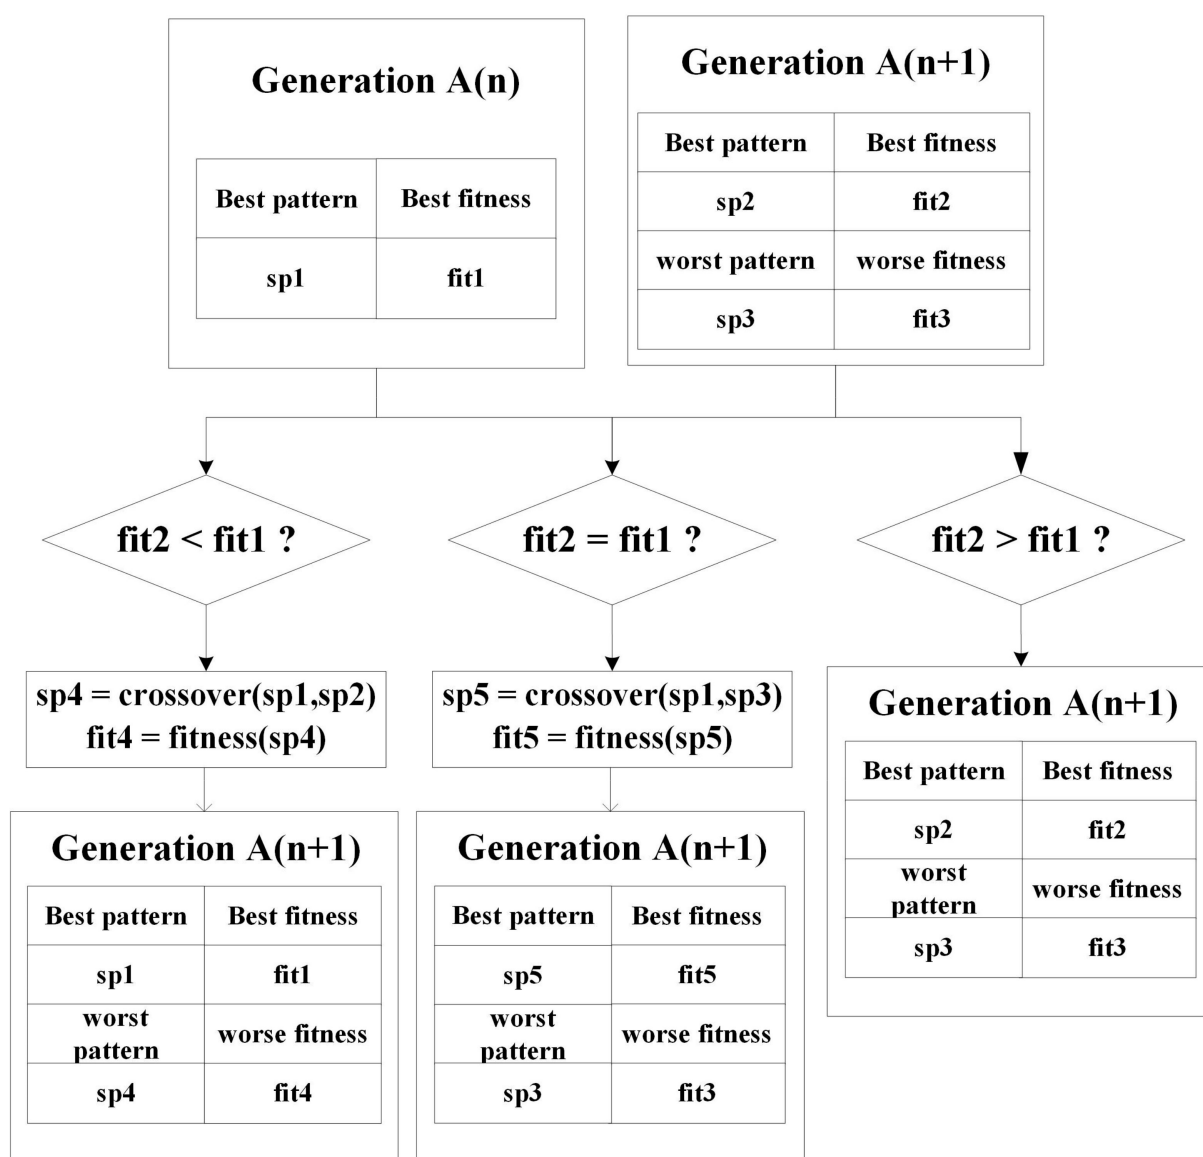 Generation A(n)
Best pattern Best fitness
sp1 fit1
Generation A(n+1)
Best pattern Best fitness
sp2 fit2
worst pattern worse fitness
sp3 fit3
fit2 < fit1 ?
fit2 = fit1 ?
fit2 > fit1 ?
sp4 = crossover(sp1,sp2)
fit4 = fitness(sp4)
sp5 = crossover(sp1,sp3)
fit5 = fitness(sp5)
Generation A(n+1)
Best pattern Best fitness
sp1 fit1
worst
pattern worse fitness
sp4 fit4
Generation A(n+1)
Best pattern Best fitness
sp5 fit5
worst
pattern worse fitness
sp3 fit3
Generation A(n+1)
Best pattern Best fitness
sp2 fit2
worst
pattern worse fitness
sp3 fit3